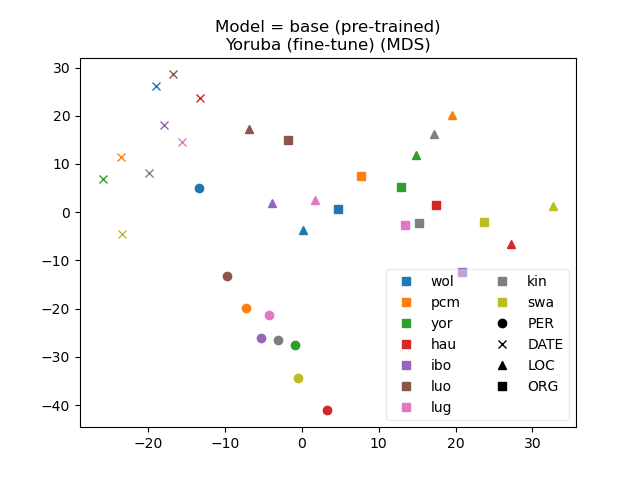 Model = base (pre-trained)
Yoruba (fine-tune) (MDS)
30
20
10
0
−10
−20
−30
−40
−20
−10
0
10
20
30
wol
pcm
yor
hau
ibo
luo
lug
kin
swa
PER
DATE
LOC
ORG